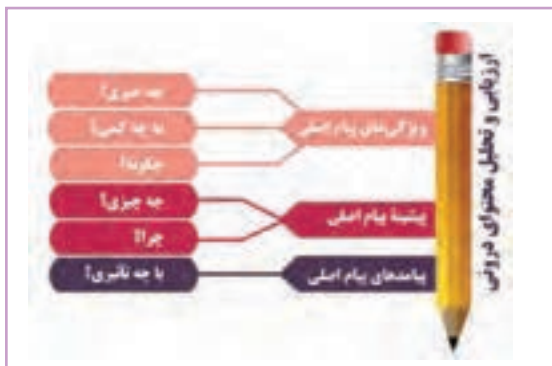 ارزیابی و تحلیل محتوای درونی
ویژگی‌های پیام اصلی
چه چیزی؟
به چه کسی؟
چگونه؟
پیشینهٔ پیام اصلی
چه چیزی؟
چرا؟
پیامدهای پیام اصلی
با چه تأثیری؟